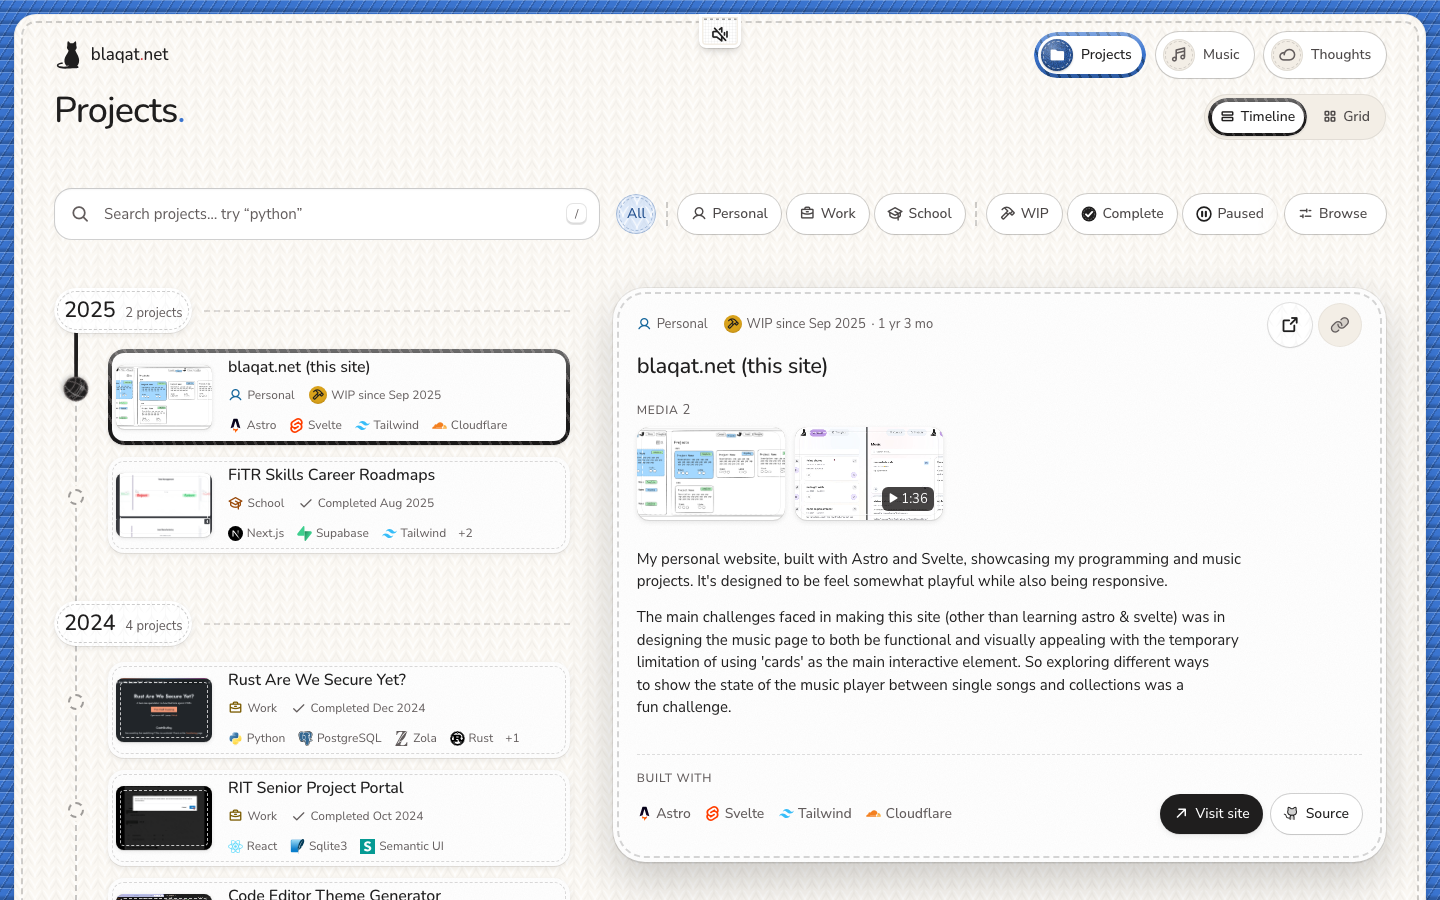 blaqat.net
Projects
Music
Thoughts
Projects.
Timeline
Grid
Search projects... try “python”
/
All
Personal
Work
School
WIP
Complete
Paused
Browse
2025 2 projects
blaqat.net (this site)
Personal WIP since Sep 2025
Astro Svelte Tailwind Cloudflare
FiTR Skills Career Roadmaps
School Completed Aug 2025
Next.js Supabase Tailwind +2
2024 4 projects
Rust Are We Secure Yet?
Work Completed Dec 2024
Python PostgreSQL Zola Rust +1
RIT Senior Project Portal
Work Completed Oct 2024
React Sqlite3 Semantic UI
Code Editor Theme Generator
Personal WIP since Sep 2025 · 1 yr 3 mo
blaqat.net (this site)
MEDIA 2
1:36
My personal website, built with Astro and Svelte, showcasing my programming and music
projects. It's designed to be feel somewhat playful while also being responsive.
The main challenges faced in making this site (other than learning astro & svelte) was in
designing the music page to both be functional and visually appealing with the temporary
limitation of using 'cards' as the main interactive element. So exploring different ways
to show the state of the music player between single songs and collections was a
fun challenge.
BUILT WITH
Astro Svelte Tailwind Cloudflare
Visit site
Source